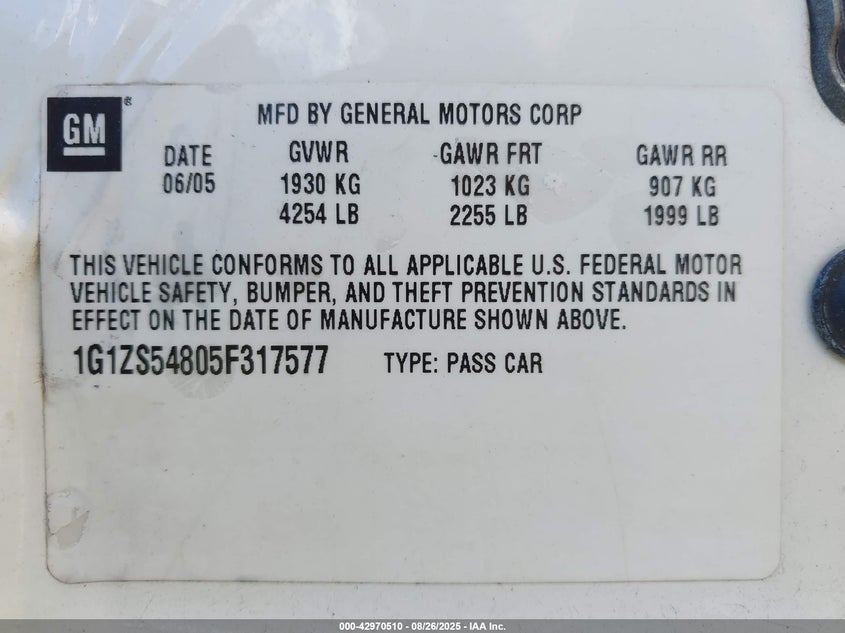 GM®
MFD BY GENERAL MOTORS CORP
DATE GVWR GAWR FRT GAWR RR
06/05 1930 KG 1023 KG 907 KG
4254 LB 2255 LB 1999 LB
THIS VEHICLE CONFORMS TO ALL APPLICABLE U.S. FEDERAL MOTOR
VEHICLE SAFETY, BUMPER, AND THEFT PREVENTION STANDARDS IN
EFFECT ON THE DATE OF MANUFACTURE SHOWN ABOVE.
1G1ZS54805F317577 TYPE: PASS CAR
000-42970510 - 08/26/2025 - IAA Inc.